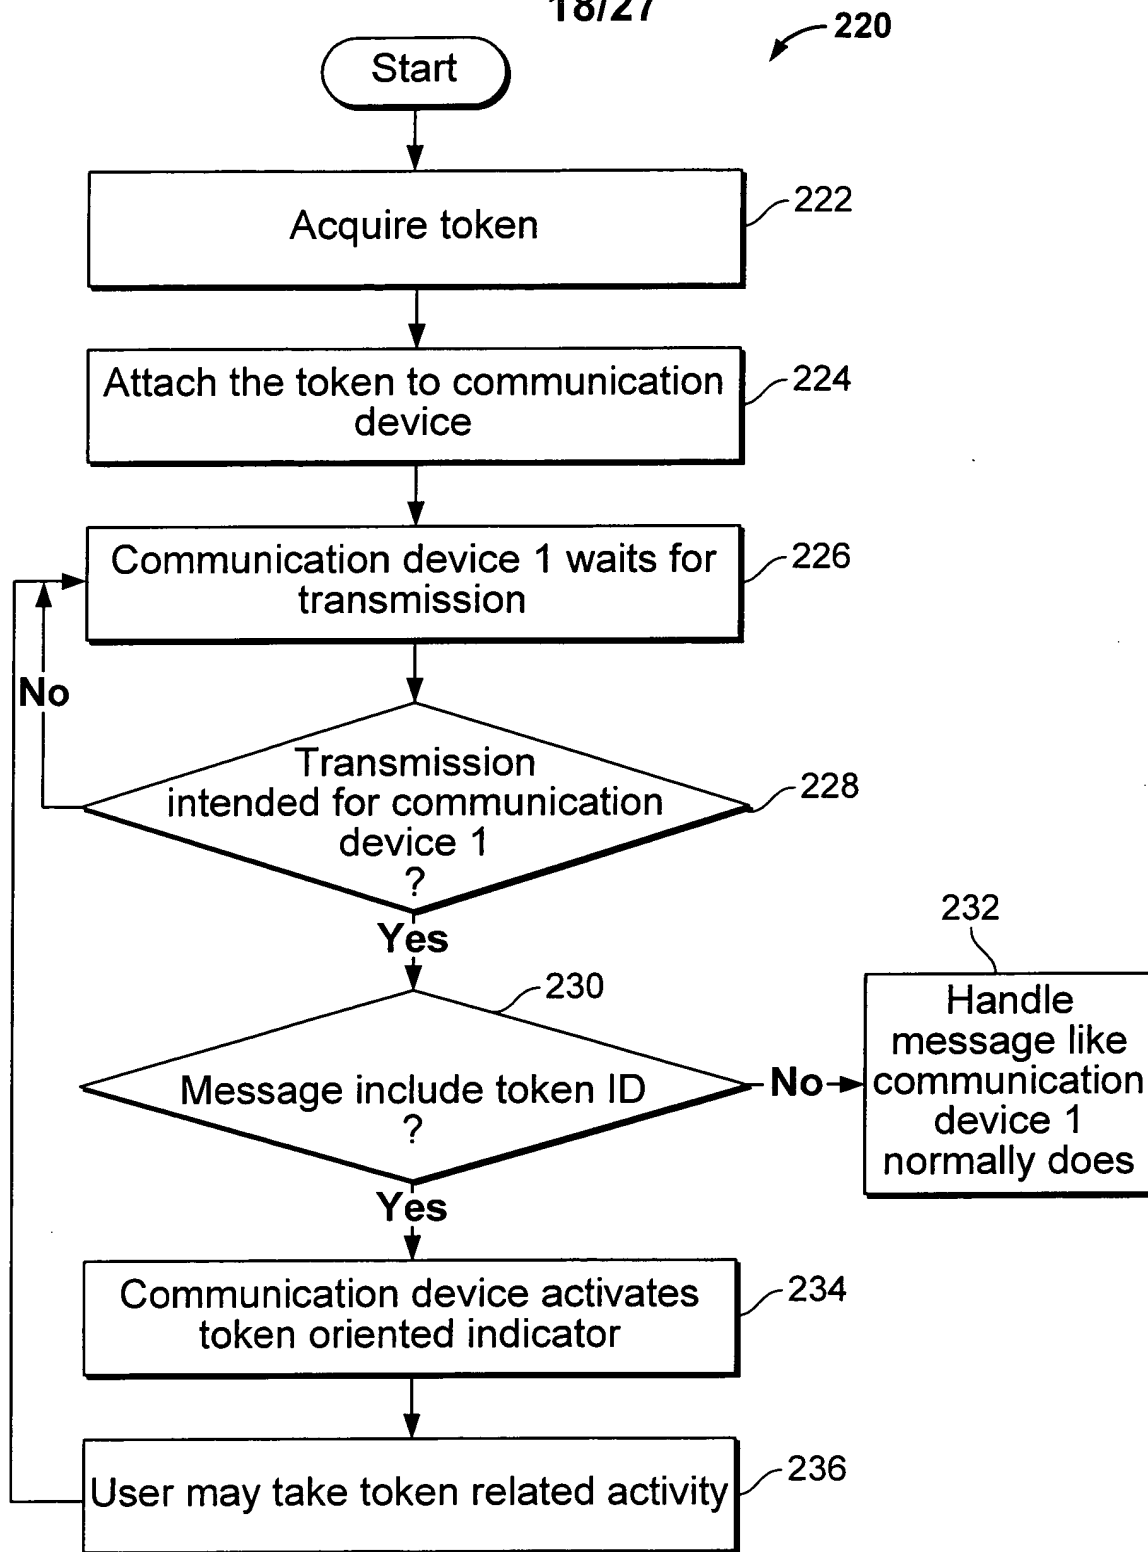 18/27
220
Start
Acquire token
222
Attach the token to communication
device
224
Communication device 1 waits for
transmission
226
No
Transmission
intended for communication
device 1
?
228
Yes
232
230
Message include token ID
?
No
Handle
message like
communication
device 1
normally does
Yes
Communication device activates
token oriented indicator
234
User may take token related activity
236